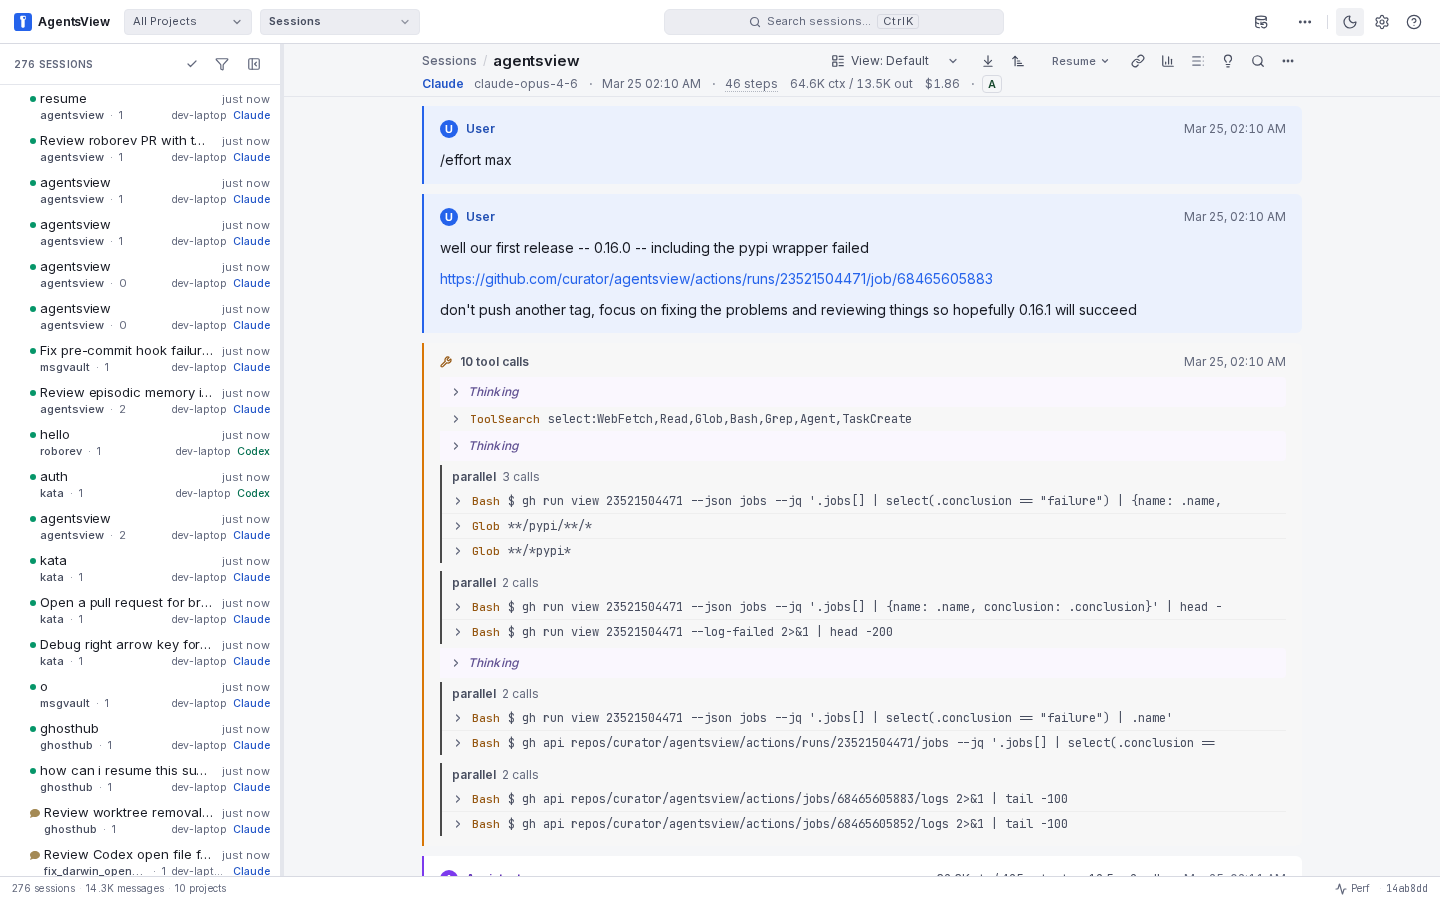 AgentsView
All Projects
Sessions
Search sessions... CtrlK
276 SESSIONS
resume just now
agentsview · 1 dev-laptop Claude
Review roborev PR with t... just now
agentsview · 1 dev-laptop Claude
agentsview just now
agentsview · 1 dev-laptop Claude
agentsview just now
agentsview · 1 dev-laptop Claude
agentsview just now
agentsview · 0 dev-laptop Claude
agentsview just now
agentsview · 0 dev-laptop Claude
Fix pre-commit hook failur... just now
msgvault · 1 dev-laptop Claude
Review episodic memory i... just now
agentsview · 2 dev-laptop Claude
hello just now
roborev · 1 dev-laptop Codex
auth just now
kata · 1 dev-laptop Codex
agentsview just now
agentsview · 2 dev-laptop Claude
kata just now
kata · 1 dev-laptop Claude
Open a pull request for br... just now
kata · 1 dev-laptop Claude
Debug right arrow key for... just now
kata · 1 dev-laptop Claude
o just now
msgvault · 1 dev-laptop Claude
ghosthub just now
ghosthub · 1 dev-laptop Claude
how can i resume this su... just now
ghosthub · 1 dev-laptop Claude
Review worktree removal... just now
ghosthub · 1 dev-laptop Claude
Review Codex open file f... just now
fix_darwin_open... · 1 dev-lapt... Claude
Sessions / agentsview
View: Default
Resume
Claude claude-opus-4-6 · Mar 25 02:10 AM · 46 steps 64.6K ctx / 13.5K out $1.86 · A
U User Mar 25, 02:10 AM
/effort max
U User Mar 25, 02:10 AM
well our first release -- 0.16.0 -- including the pypi wrapper failed
https://github.com/curator/agentsview/actions/runs/23521504471/job/68465605883
don't push another tag, focus on fixing the problems and reviewing things so hopefully 0.16.1 will succeed
10 tool calls Mar 25, 02:10 AM
Thinking
ToolSearch select:WebFetch,Read,Glob,Bash,Grep,Agent,TaskCreate
Thinking
parallel 3 calls
Bash $ gh run view 23521504471 --json jobs --jq '.jobs[] | select(.conclusion == "failure") | {name: .name,
Glob **/pypi/**/*
Glob **/*pypi*
parallel 2 calls
Bash $ gh run view 23521504471 --json jobs --jq '.jobs[] | {name: .name, conclusion: .conclusion}' | head -
Bash $ gh run view 23521504471 --log-failed 2>&1 | head -200
Thinking
parallel 2 calls
Bash $ gh run view 23521504471 --json jobs --jq '.jobs[] | select(.conclusion == "failure") | .name'
Bash $ gh api repos/curator/agentsview/actions/runs/23521504471/jobs --jq '.jobs[] | select(.conclusion ==
parallel 2 calls
Bash $ gh api repos/curator/agentsview/actions/jobs/68465605883/logs 2>&1 | tail -100
Bash $ gh api repos/curator/agentsview/actions/jobs/68465605852/logs 2>&1 | tail -100
276 sessions · 14.3K messages · 10 projects
Perf · 14ab8dd